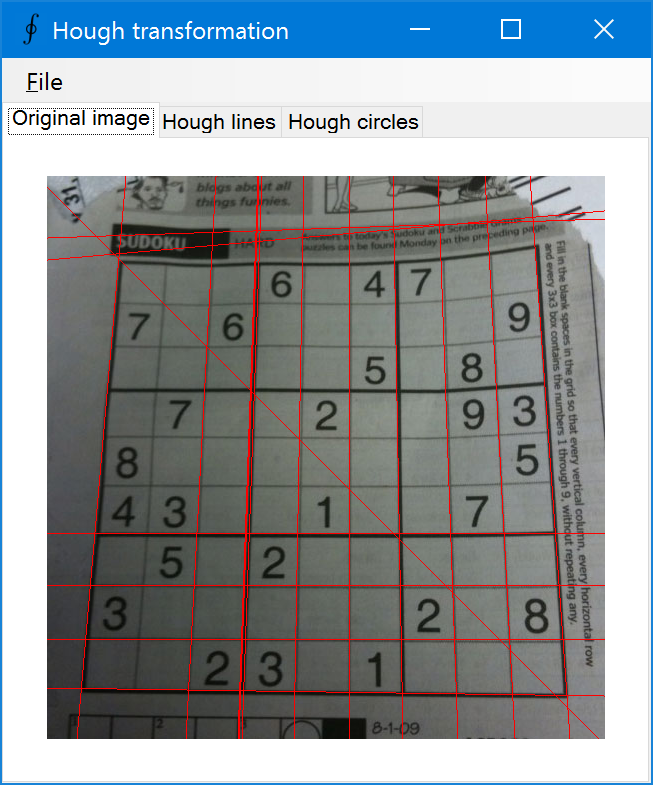 Hough transformation
File
Original image Hough lines Hough circles
31,
blogs about all
things funnies.
SUDOKU HARD
Answers to today's Sudoku and Scrabble Grams
puzzles can be found Monday on the preceding page.
6 4 7
7 6 9
5 8
7 2 9 3
8 5
4 3 1 7
5 2
3 2 8
2 3 1
Fill in the blank spaces in the grid so that every vertical column, every horizontal row
and every 3x3 box contains the numbers 1 through 9, without repeating any.
1 2
8-1-09